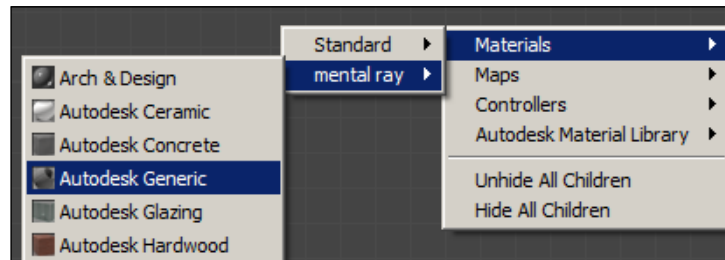 Materials
Maps
Controllers
Autodesk Material Library
Unhide All Children
Hide All Children
Standard
mental ray
Arch & Design
Autodesk Ceramic
Autodesk Concrete
Autodesk Generic
Autodesk Glazing
Autodesk Hardwood